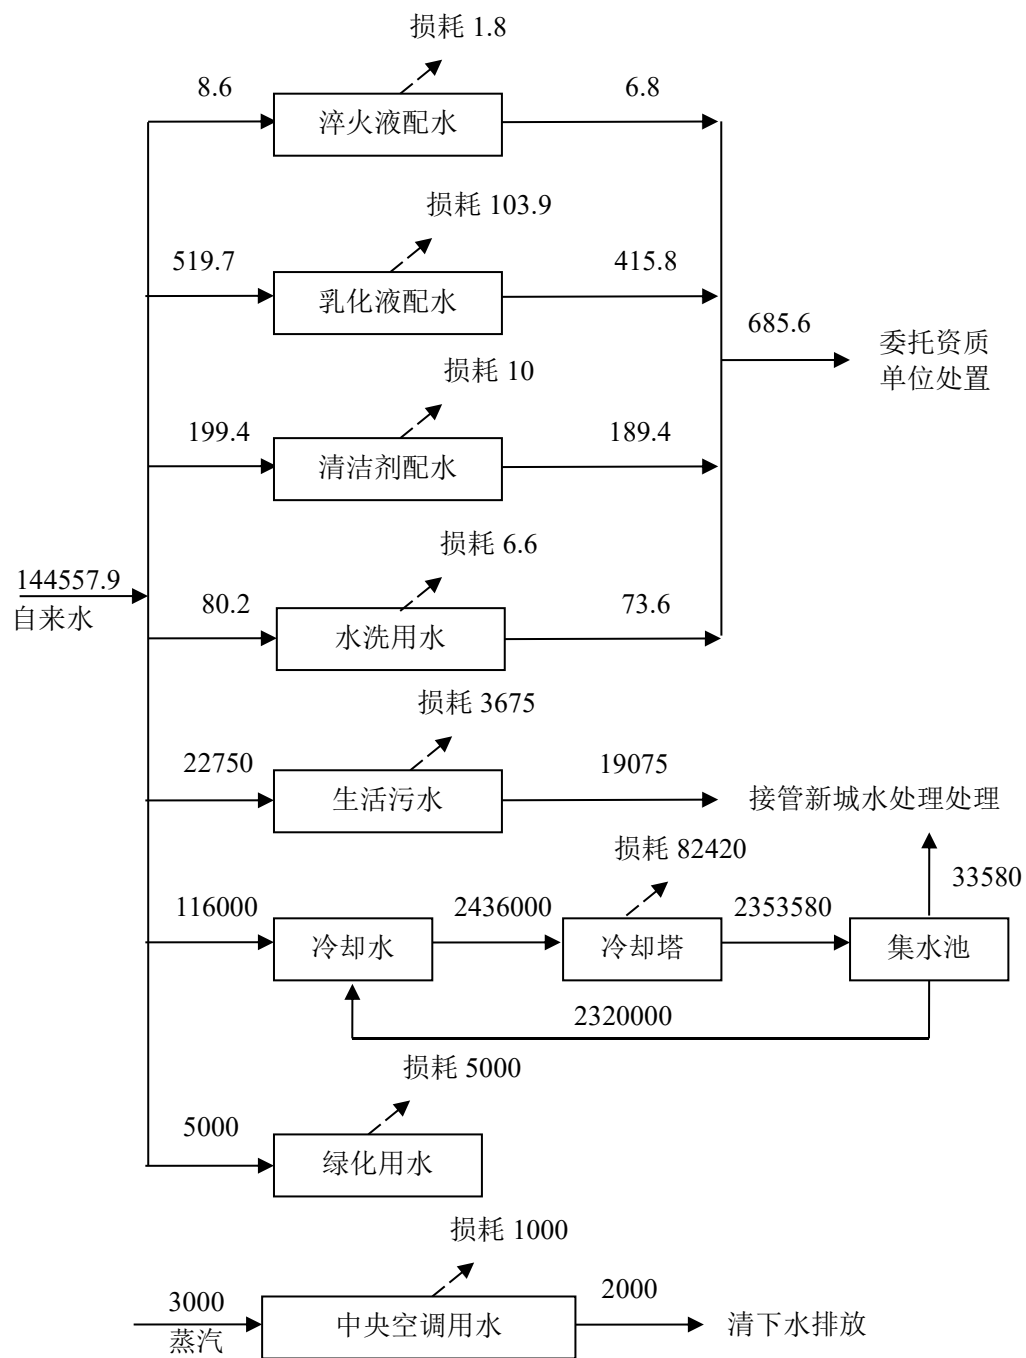 损耗 1.8
8.6
淬火液配水
6.8
损耗 103.9
519.7
乳化液配水
415.8
685.6
委托资质
单位处置
损耗 10
199.4
清洁剂配水
189.4
损耗 6.6
144557.9
自来水
80.2
水洗用水
73.6
损耗 3675
22750
生活污水
19075
接管新城水处理处理
损耗 82420
33580
116000
冷却水
2436000
冷却塔
2353580
集水池
2320000
损耗 5000
5000
绿化用水
损耗 1000
3000
蒸汽
中央空调用水
2000
清下水排放